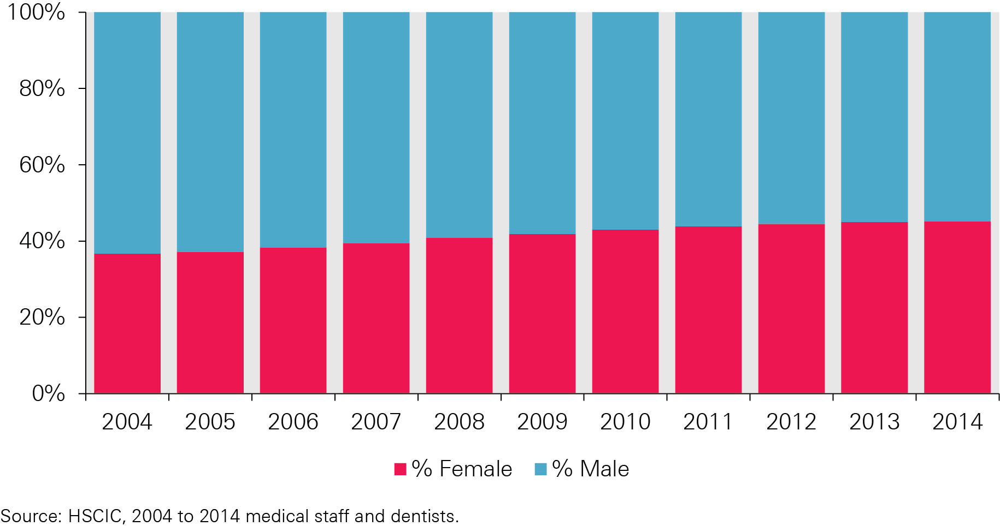 100%
80%
60%
40%
20%
0%
2004 2005 2006 2007 2008 2009 2010 2011 2012 2013 2014
% Female % Male
Source: HSCIC, 2004 to 2014 medical staff and dentists.